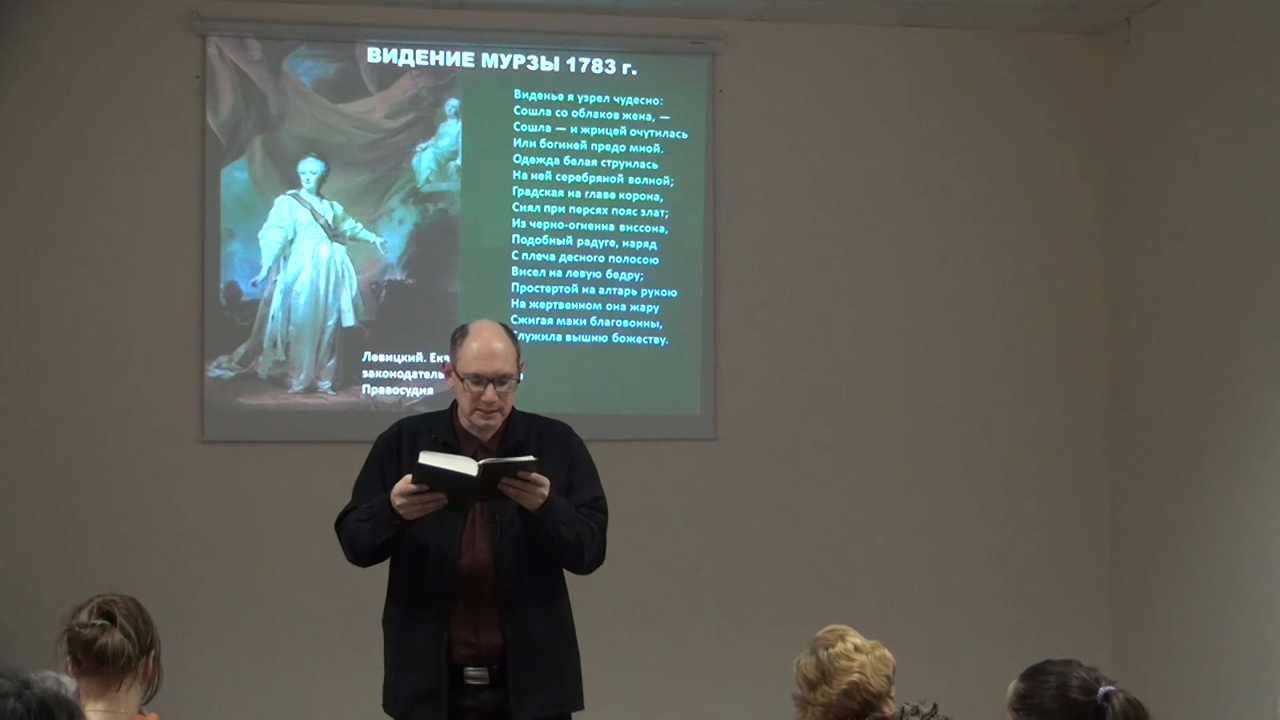 ВИДЕНИЕ МУРЗЫ 1783 г.
Виденье я узрел чудесно:
Сошла со облаков жена, —
Сошла — и жрицей очутилась
Или богиней предо мной.
Одежда белая струилась
На ней серебряной волной;
Градская на главе корона,
Сиял при персях пояс злат;
Из черно-огненна виссона,
Подобный радуге, наряд
С плеча десного полосою
Висел на левую бедру;
Простертой на алтарь рукою
На жертвенном она жару
Сжигая маки благовонны,
Служила вышню божеству.
Левицкий.
законодатель
Правосудия